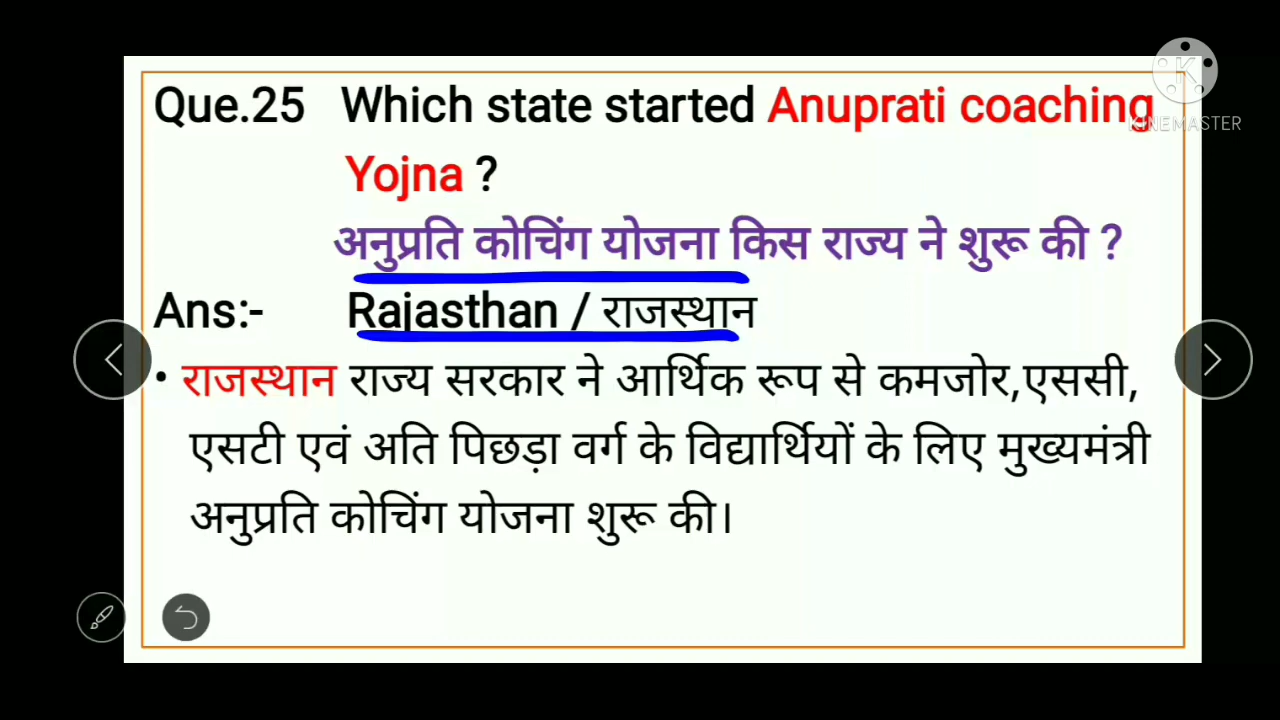 Que.25 Which state started Anuprati coaching
KINEMASTER
Yojna ?
अनुप्रति कोचिंग योजना किस राज्य ने शुरू की ?
Ans:- Rajasthan / राजस्थान
• राजस्थान राज्य सरकार ने आर्थिक रूप से कमजोर,एससी,
एसटी एवं अति पिछड़ा वर्ग के विद्यार्थियों के लिए मुख्यमंत्री
अनुप्रति कोचिंग योजना शुरू की।